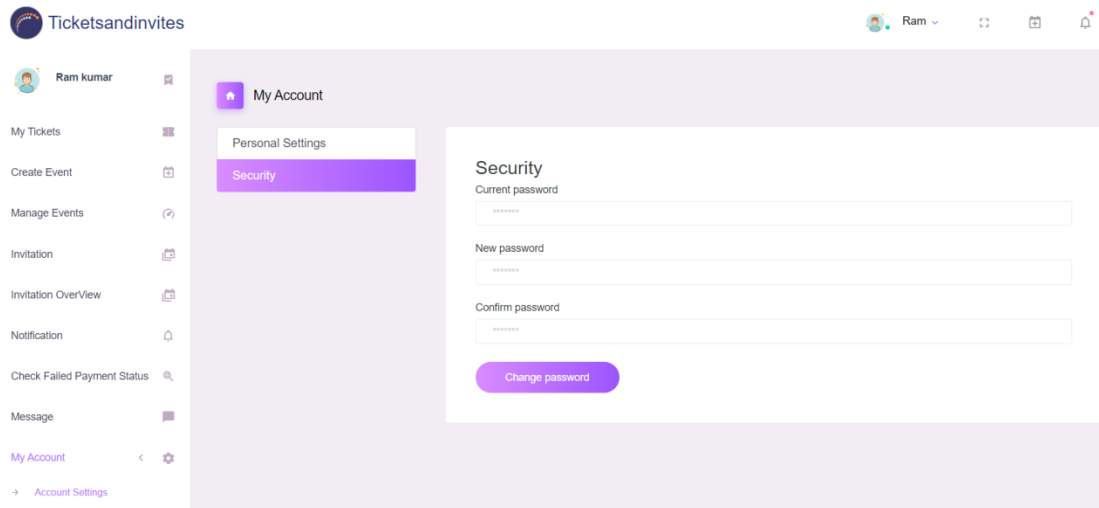 Ticketsandinvites
Ram
Ram kumar
My Tickets
Create Event
Manage Events
Invitation
Invitation OverView
Notification
Check Failed Payment Status
Message
My Account
Account Settings
My Account
Personal Settings
Security
Security
Current password
*******
New password
*******
Confirm password
*******
Change password